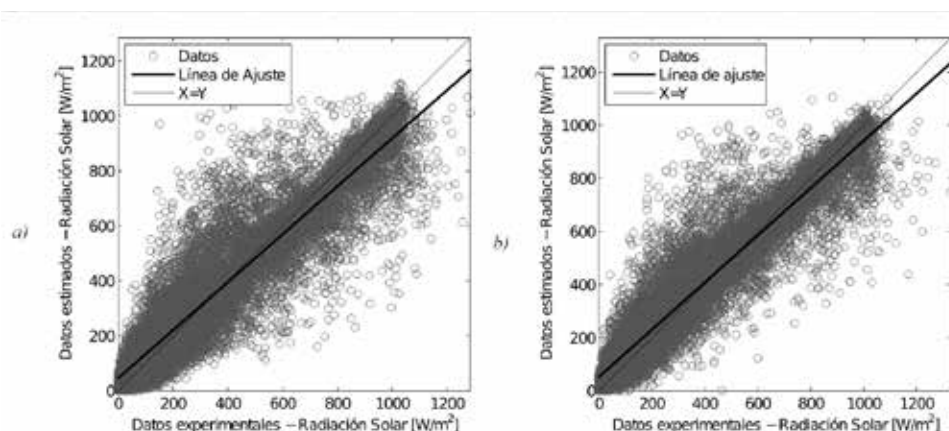 a)
Datos estimados – Radiación Solar [W/m²]
1200
1000
800
600
400
200
0
Datos
Línea de Ajuste
X=Y
0 200 400 600 800 1000 1200
Datos experimentales – Radiación Solar [W/m²]
b)
Datos estimados – Radiación Solar [W/m²]
1200
1000
800
600
400
200
0
Datos
Línea de ajuste
X=Y
0 200 400 600 800 1000 1200
Datos experimentales – Radiación Solar [W/m²]